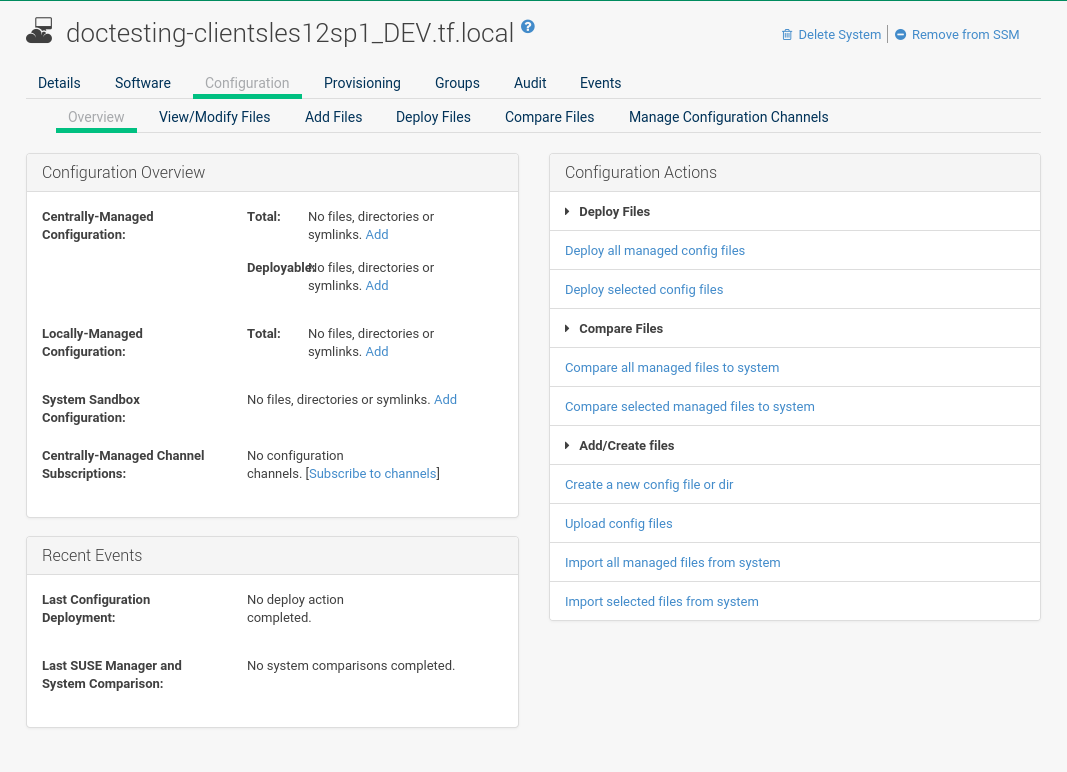 doctesting-clientsles12sp1_DEV.tf.local ?
Delete System | Remove from SSM
Details Software Configuration Provisioning Groups Audit Events
Overview View/Modify Files Add Files Deploy Files Compare Files Manage Configuration Channels
Configuration Overview
Centrally-Managed Configuration:
Total: No files, directories or
symlinks. Add
Deployable: No files, directories or
symlinks. Add
Locally-Managed
Configuration:
Total: No files, directories or
symlinks. Add
System Sandbox
Configuration:
No files, directories or symlinks. Add
Centrally-Managed Channel
Subscriptions:
No configuration
channels. [Subscribe to channels]
Recent Events
Last Configuration
Deployment:
No deploy action
completed.
Last SUSE Manager and
System Comparison:
No system comparisons completed.
Configuration Actions
Deploy Files
Deploy all managed config files
Deploy selected config files
Compare Files
Compare all managed files to system
Compare selected managed files to system
Add/Create files
Create a new config file or dir
Upload config files
Import all managed files from system
Import selected files from system